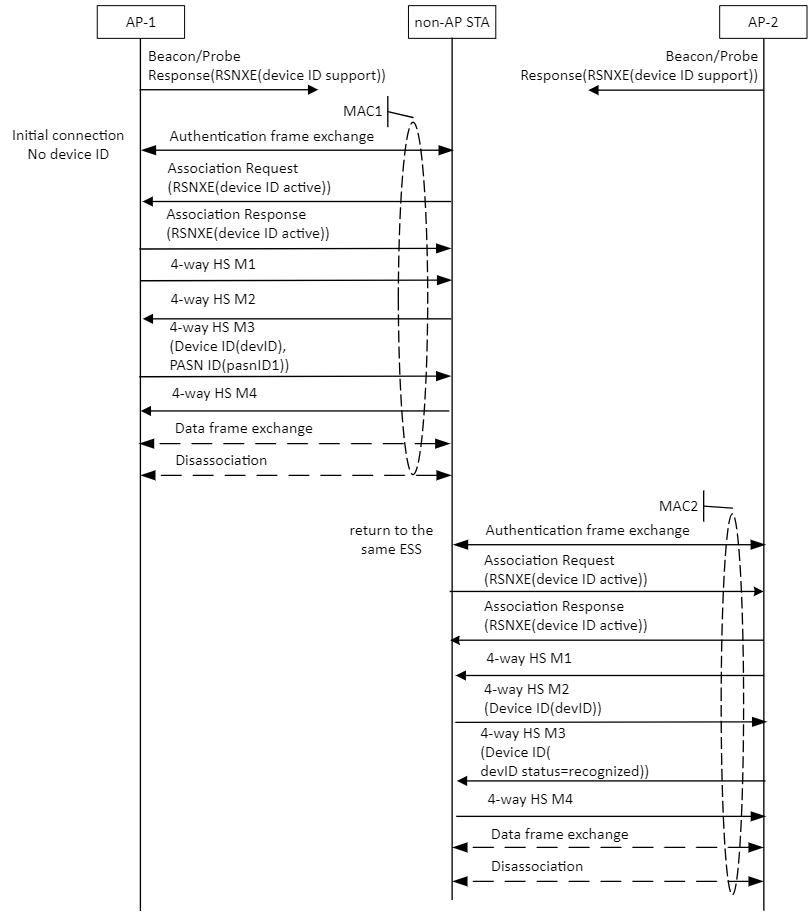 AP-1
non-AP STA
AP-2
Beacon/Probe
Response(RSNXE(device ID support))
Beacon/Probe
Response(RSNXE(device ID support))
MAC1
Initial connection
No device ID
Authentication frame exchange
Association Request
(RSNXE(device ID active))
Association Response
(RSNXE(device ID active))
4-way HS M1
4-way HS M2
4-way HS M3
(Device ID(devID),
PASN ID(pasnID1))
4-way HS M4
Data frame exchange
Disassociation
MAC2
return to the
same ESS
Authentication frame exchange
Association Request
(RSNXE(device ID active))
Association Response
(RSNXE(device ID active))
4-way HS M1
4-way HS M2
(Device ID(devID))
4-way HS M3
(Device ID(
devID status=recognized))
4-way HS M4
Data frame exchange
Disassociation